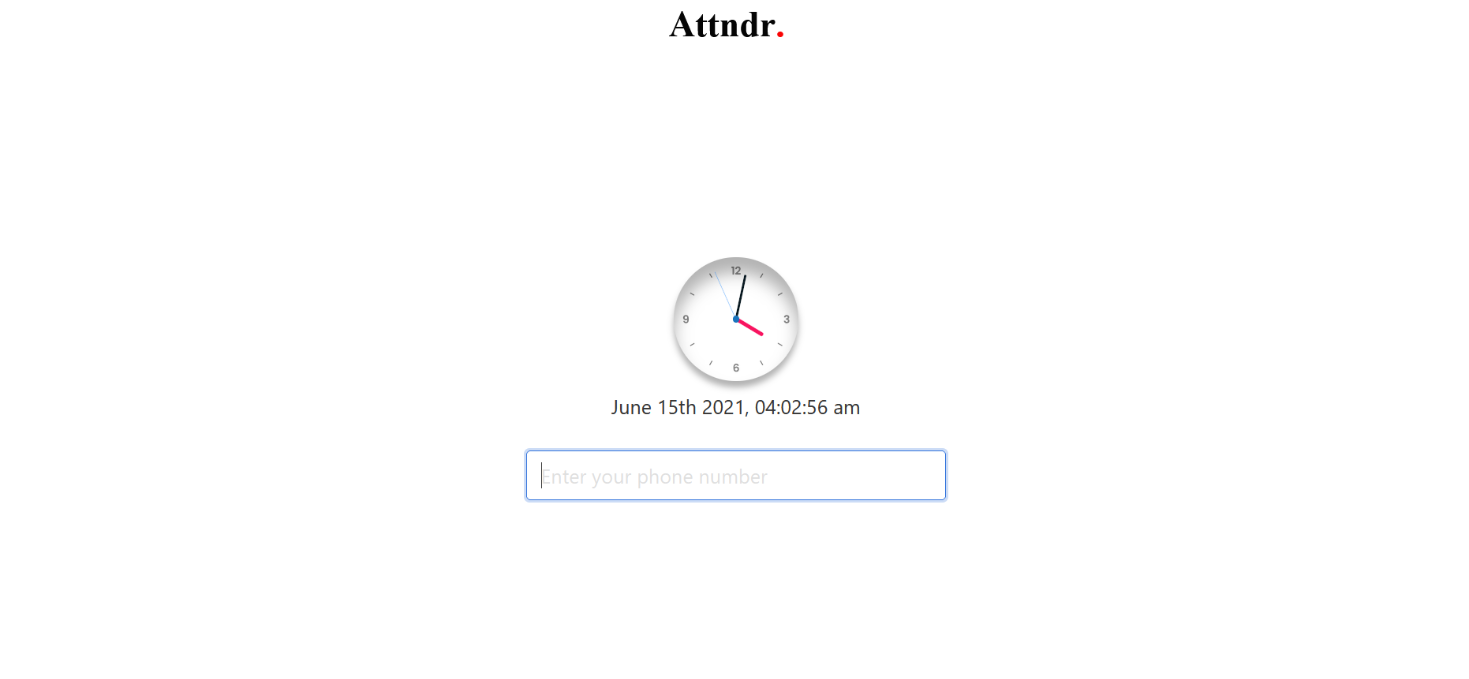 Attndr.
12
9 3
6
June 15th 2021, 04:02:56 am
Enter your phone number